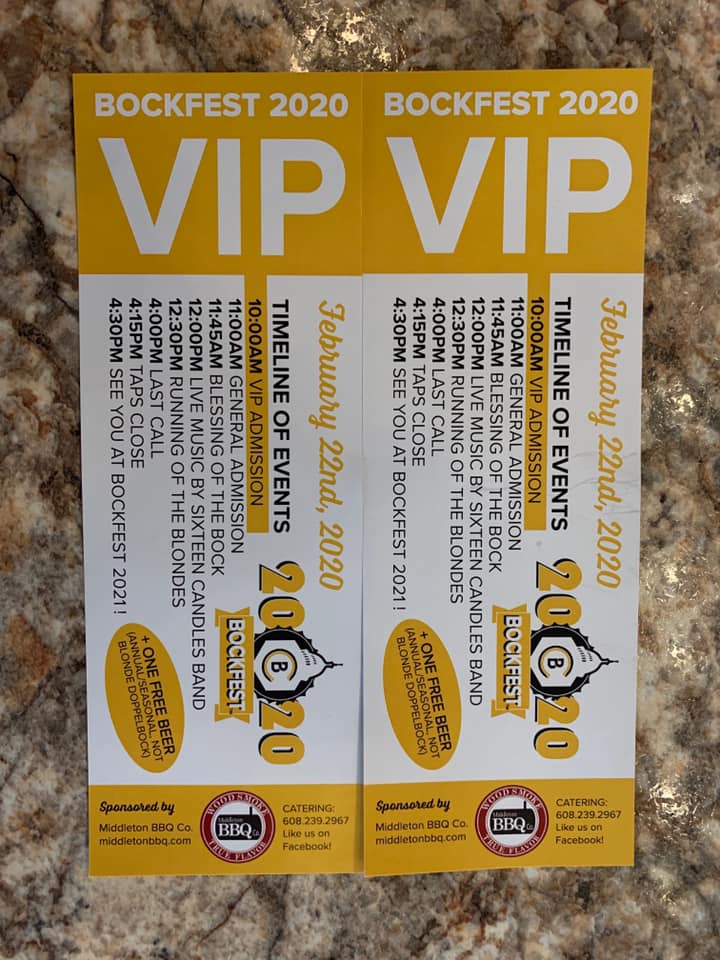 BOCKFEST 2020
VIP
February 22nd, 2020
TIMELINE OF EVENTS
10:00AM VIP ADMISSION
11:00AM GENERAL ADMISSION
11:45AM BLESSING OF THE BOCK
12:00PM LIVE MUSIC BY SIXTEEN CANDLES BAND
12:30PM RUNNING OF THE BLONDES
4:00PM LAST CALL
4:15PM TAPS CLOSE
4:30PM SEE YOU AT BOCKFEST 2021!
20 CB 20
BOCKFEST!
+ ONE FREE BEER
(ANNUAL/SEASONAL, NOT
BLONDE DOPPELBOCK)
Sponsored by
Middleton BBQ Co.
middletonbbq.com
WOOD SMOKE
Middleton
BBQ Co.
TRUE FLAVOR
CATERING:
608.239.2967
Like us on
Facebook!
BOCKFEST 2020
VIP
February 22nd, 2020
TIMELINE OF EVENTS
10:00AM VIP ADMISSION
11:00AM GENERAL ADMISSION
11:45AM BLESSING OF THE BOCK
12:00PM LIVE MUSIC BY SIXTEEN CANDLES BAND
12:30PM RUNNING OF THE BLONDES
4:00PM LAST CALL
4:15PM TAPS CLOSE
4:30PM SEE YOU AT BOCKFEST 2021!
20 CB 20
BOCKFEST!
+ ONE FREE BEER
(ANNUAL/SEASONAL, NOT
BLONDE DOPPELBOCK)
Sponsored by
Middleton BBQ Co.
middletonbbq.com
WOOD SMOKE
Middleton
BBQ Co.
TRUE FLAVOR
CATERING:
608.239.2967
Like us on
Facebook!